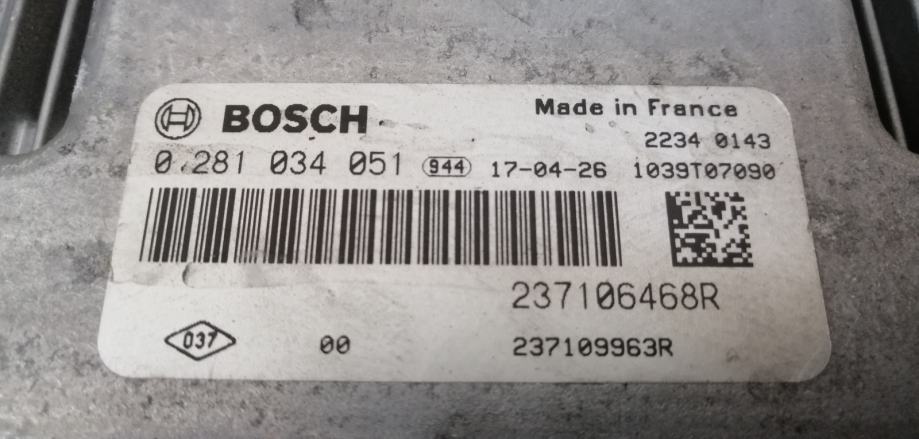 BOSCH
Made in France
2234 0143
0 281 034 051 944 17-04-26 1039T07090
237106468R
037 00 237109963R